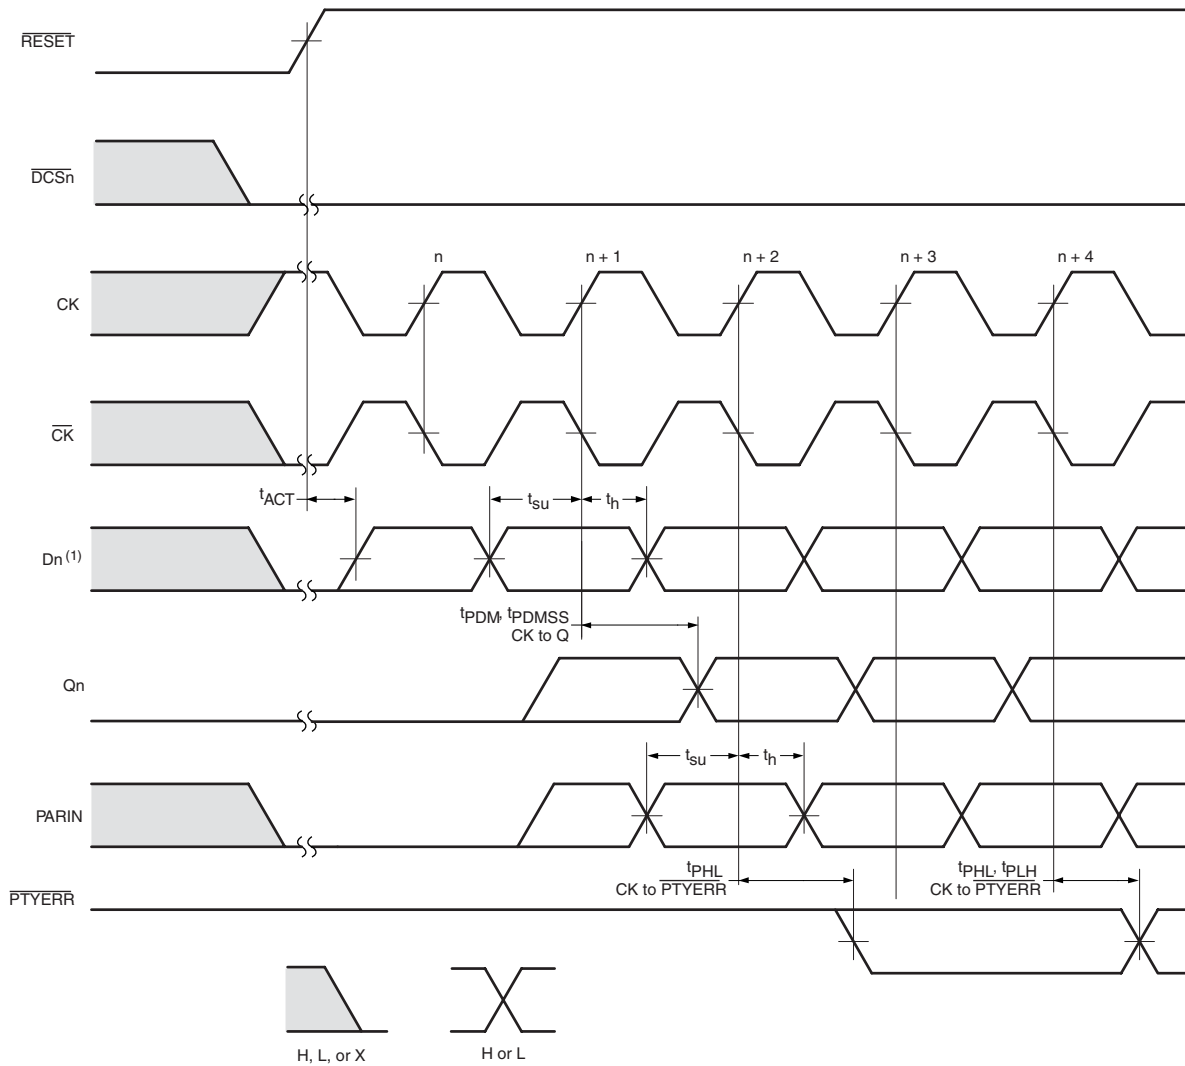 RESET
DCSn
n n + 1 n + 2 n + 3 n + 4
CK
CK
tACT tsu th
Dn(1)
tPDM, tPDMSS
CK to Q
Qn
tsu th
PARIN
tPHL
CK to PTYERR
tPHL, tPLH
CK to PTYERR
PTYERR
H, L, or X
H or L